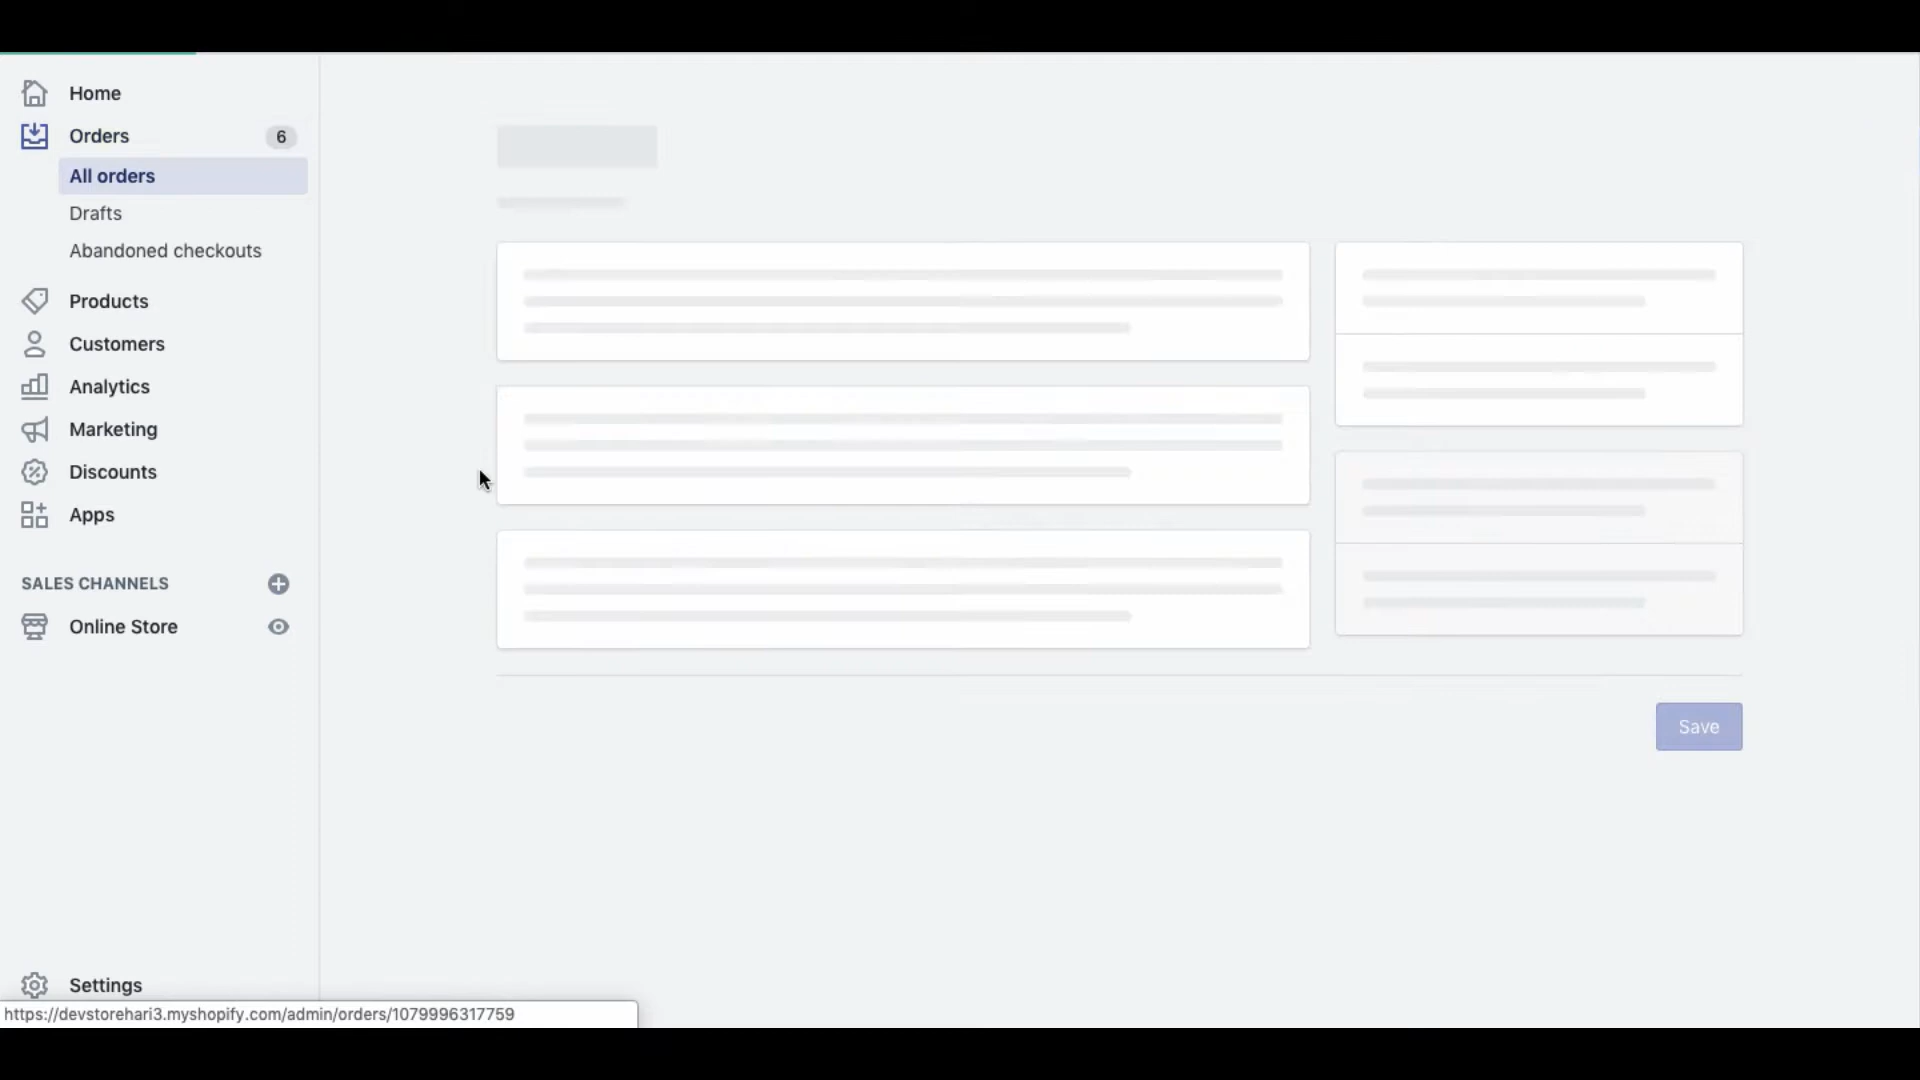 Home
Orders 6
All orders
Drafts
Abandoned checkouts
Products
Customers
Analytics
Marketing
Discounts
Apps
SALES CHANNELS
Online Store
Save
Settings
https://devstorehari3.myshopify.com/admin/orders/1079996317759